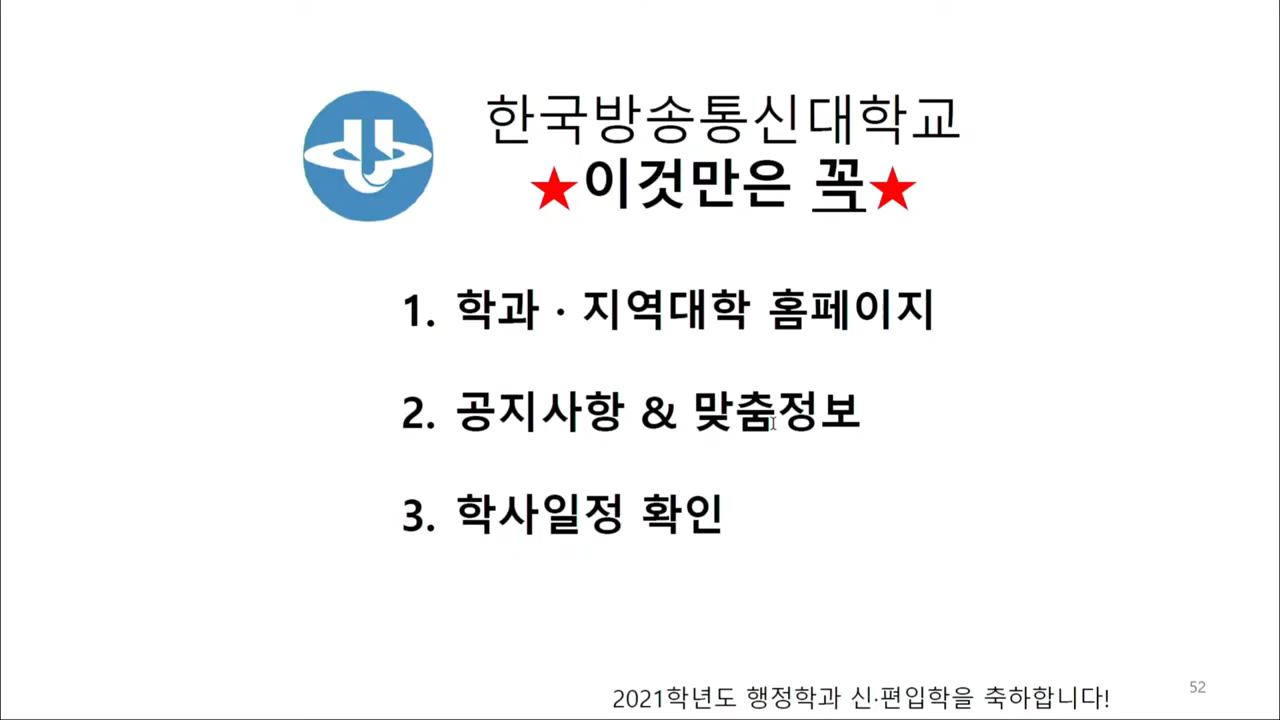 한국방송통신대학교
★이것만은 꼭★
1. 학과 · 지역대학 홈페이지
2. 공지사항 & 맞춤정보
3. 학사일정 확인
52
2021학년도 행정학과 신·편입학을 축하합니다!